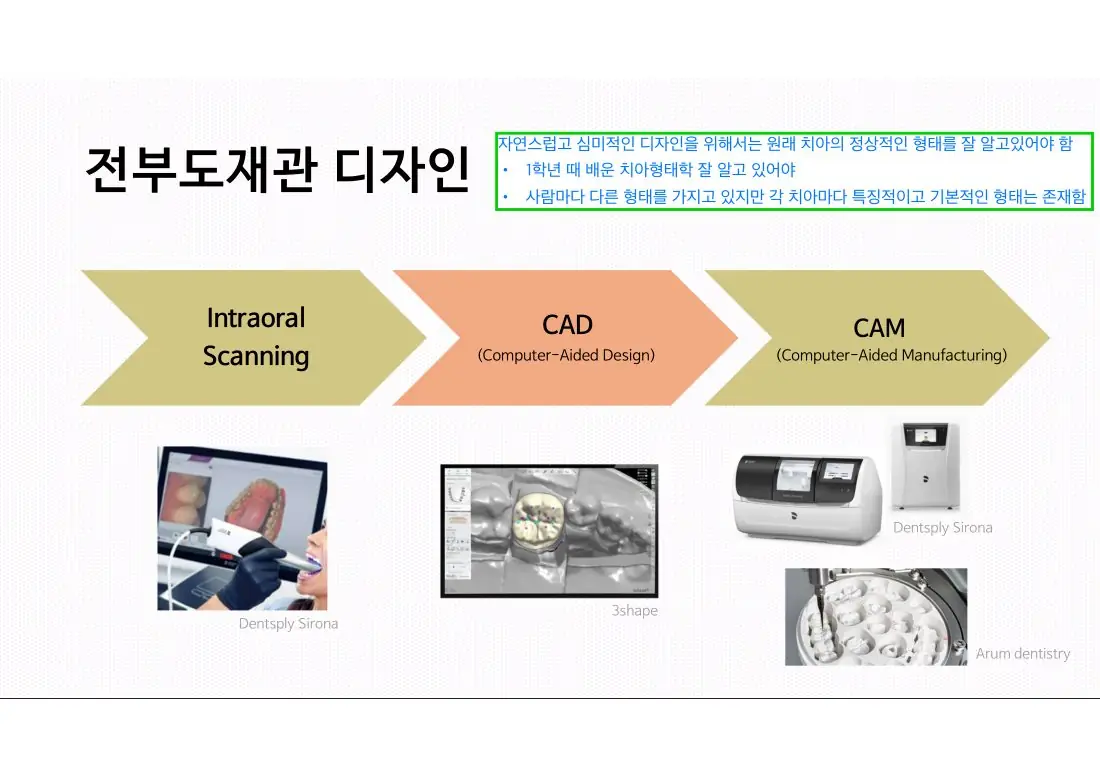 전부도재관 디자인
자연스럽고 심미적인 디자인을 위해서는 원래 치아의 정상적인 형태를 잘 알고있어야 함
• 1학년 때 배운 치아형태학 잘 알고 있어야
• 사람마다 다른 형태를 가지고 있지만 각 치아마다 특징적이고 기본적인 형태는 존재함
Intraoral
Scanning
CAD
(Computer-Aided Design)
CAM
(Computer-Aided Manufacturing)
Dentsply Sirona
3shape
Dentsply Sirona
Arum dentistry